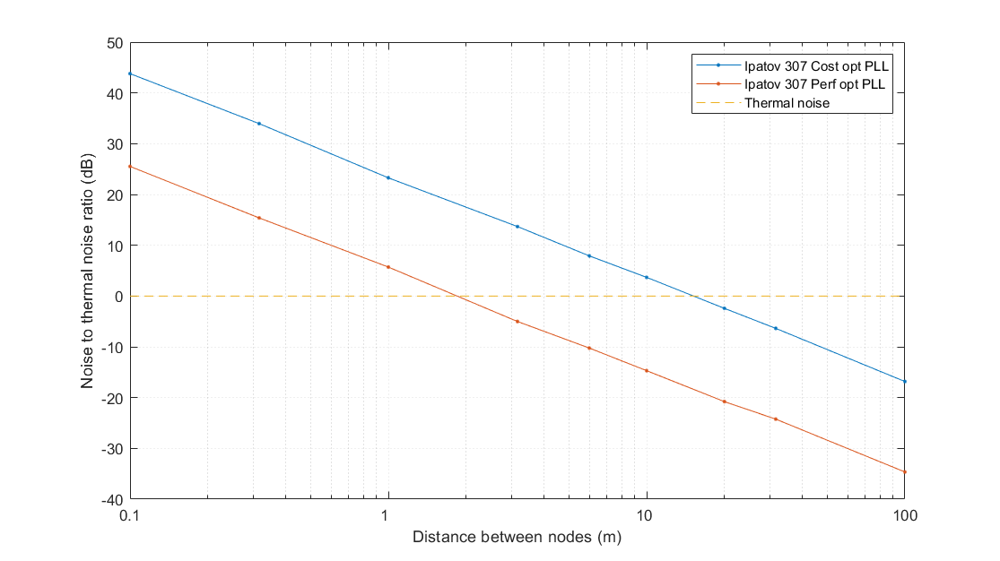 50
40
30
20
10
0
-10
-20
-30
-40
Noise to thermal noise ratio (dB)
Ipatov 307 Cost opt PLL
Ipatov 307 Perf opt PLL
Thermal noise
0.1 1 10 100
Distance between nodes (m)